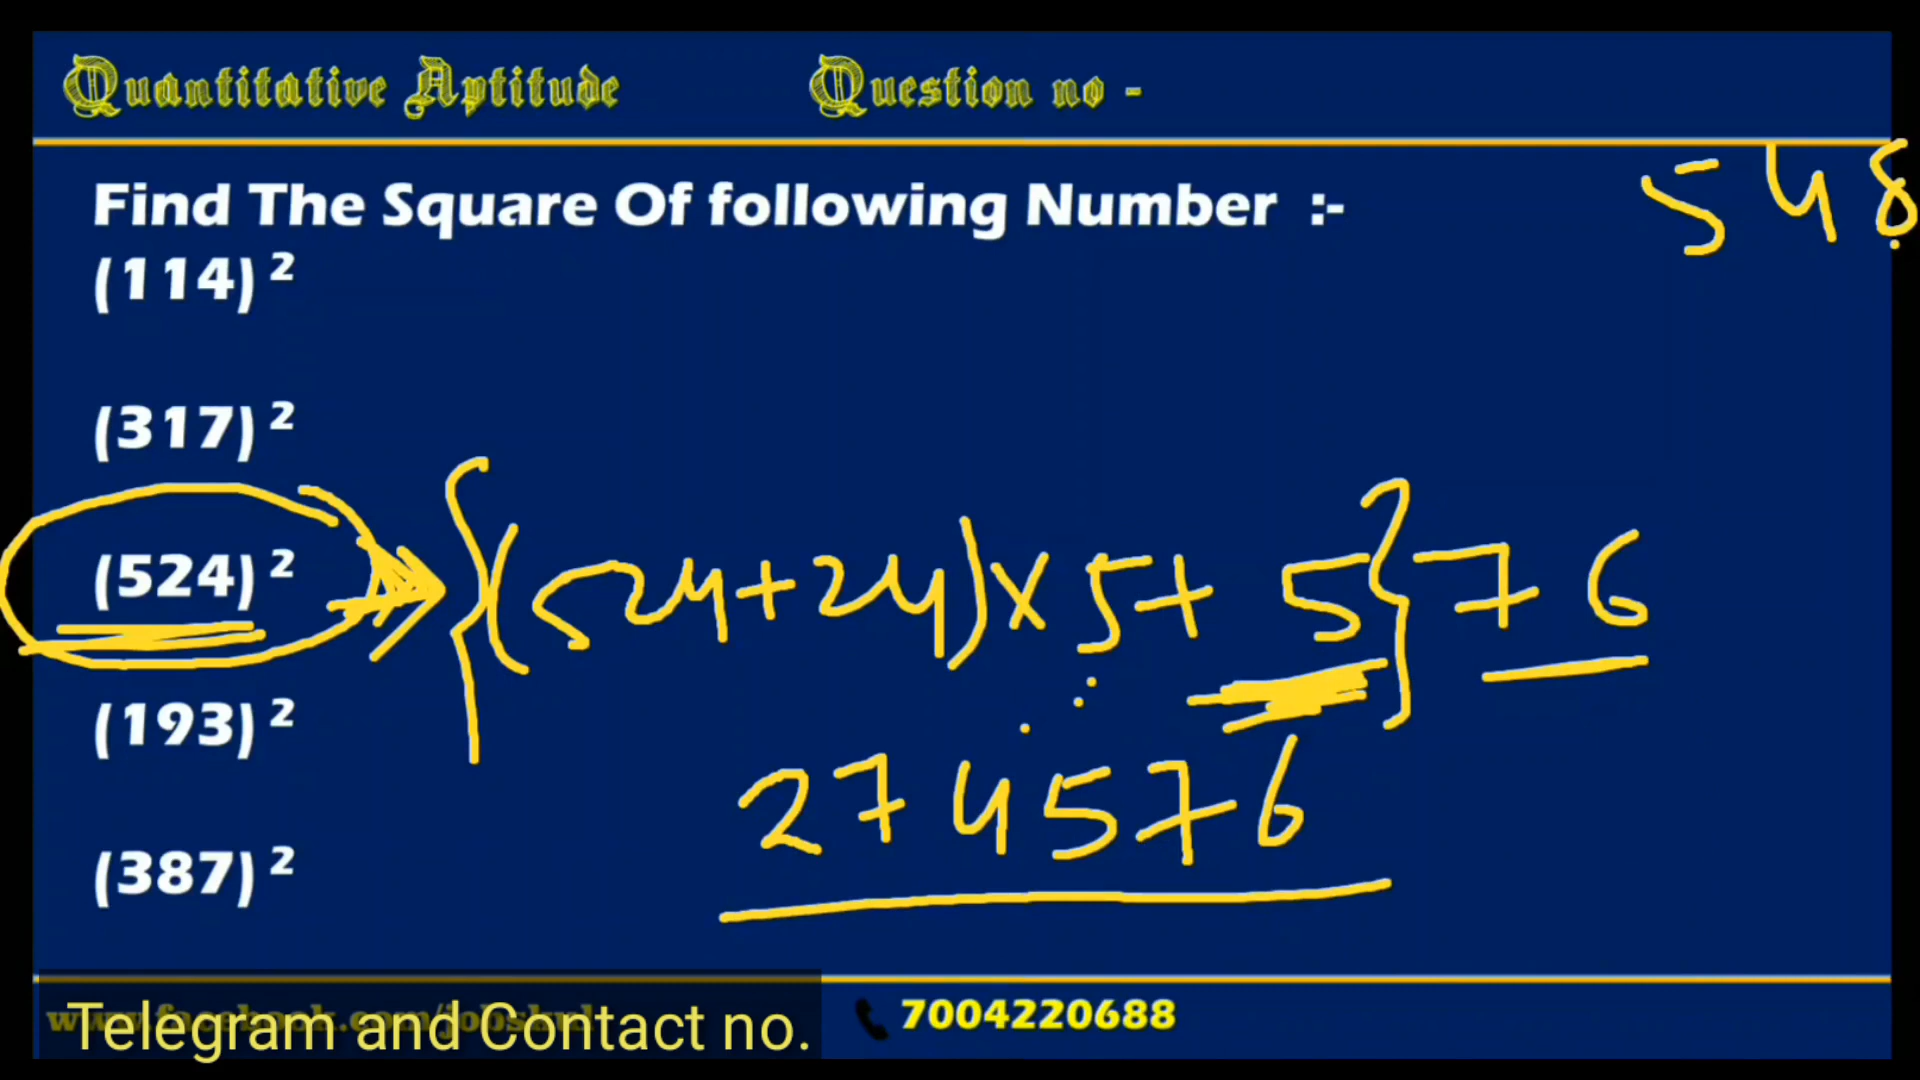 Quantitative Aptitude Question no -
Find The Square Of following Number :-
548
(114)²
(317)²
(524)² {(524+24)×5+5}76
274576
(193)²
(387)²
Telegram and Contact no. 7004220688